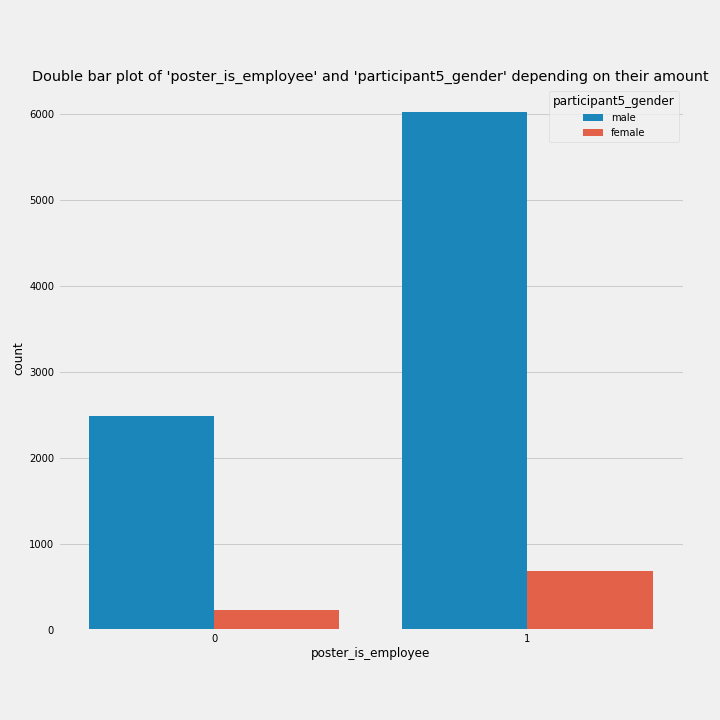 Double bar plot of 'poster_is_employee' and 'participant5_gender' depending on their amount
participant5_gender
male
female
6000
5000
4000
3000
2000
1000
0
count
0 1
poster_is_employee